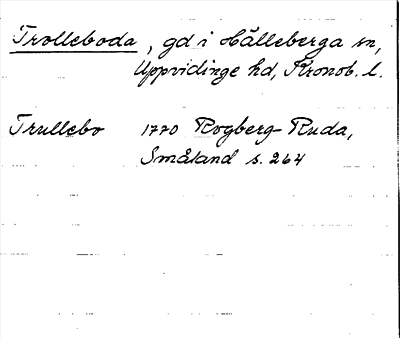 Trolleboda, gd i Hälleberga sn,
Uppvidinge hd, Kronob. l.
Trullebo 1770 Rogberg-Ruda,
Småland s. 264